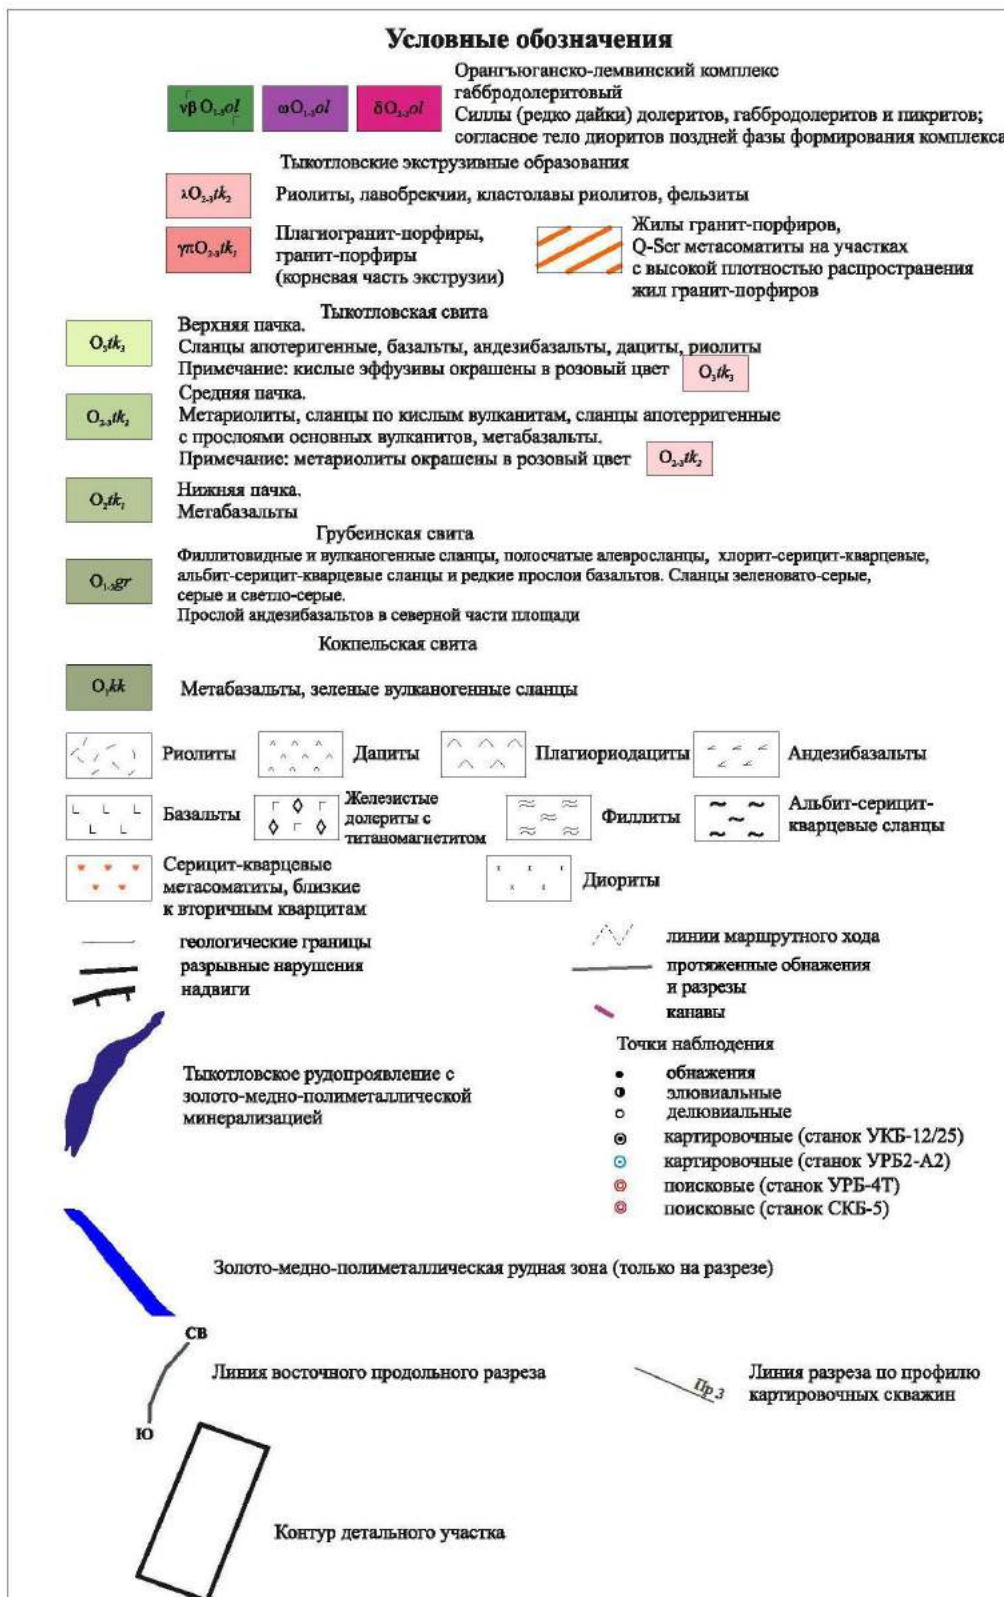 Условные обозначения
νβ O₁₋₃ol
ωO₁₋₃ol
δO₂₋₃ol
Орангъюганско-лемвинский комплекс
габбродолеритовый
Силлы (редко дайки) долеритов, габбродолеритов и пикритов;
согласное тело диоритов поздней фазы формирования комплекса
Тыкотловские экструзивные образования
λO₂₋₃tk₂
Риолиты, лавобрекчии, кластолавы риолитов, фельзиты
γπO₂₋₃tk₁
Плагиогранит-порфиры,
гранит-порфиры
(корневая часть экструзии)
Жилы гранит-порфиров,
Q-Ser метасоматиты на участках
с высокой плотностью распространения
жил гранит-порфиров
Тыкотловская свита
O₃tk₃
Верхняя пачка.
Сланцы апотеригенные, базальты, андезибазальты, дациты, риолиты
Примечание: кислые эффузивы окрашены в розовый цвет
O₃tk₃
O₂₋₃tk₂
Средняя пачка.
Метариолиты, сланцы по кислым вулканитам, сланцы апотерригенные
с прослоями основных вулканитов, метабазальты.
Примечание: метариолиты окрашены в розовый цвет
O₂₋₃tk₂
O₂tk₁
Нижняя пачка.
Метабазальты
Грубеинская свита
O₁₋₂gr
Филлитовидные и вулканогенные сланцы, полосчатые алевросланцы, хлорит-серицит-кварцевые,
альбит-серицит-кварцевые сланцы и редкие прослои базальтов. Сланцы зеленовато-серые,
серые и светло-серые.
Прослой андезибазальтов в северной части площади
Кокпельская свита
O₁kk
Метабазальты, зеленые вулканогенные сланцы
Риолиты
Дациты
Плагиориодациты
Андезибазальты
Базальты
Железистые
долериты с
титаномагнетитом
Филлиты
Альбит-серицит-
кварцевые сланцы
Серицит-кварцевые
метасоматиты, близкие
к вторичным кварцитам
Диориты
геологические границы
разрывные нарушения
надвиги
линии маршрутного хода
протяженные обнажения
и разрезы
канавы
Тыкотловское рудопроявление с
золото-медно-полиметаллической
минерализацией
Точки наблюдения
обнажения
элювиальные
делювиальные
картировочные (станок УКБ-12/25)
картировочные (станок УРБ2-А2)
поисковые (станок УРБ-4Т)
поисковые (станок СКБ-5)
Золото-медно-полиметаллическая рудная зона (только на разрезе)
СВ
Ю
Линия восточного продольного разреза
Пр 3
Линия разреза по профилю
картировочных скважин
Контур детального участка